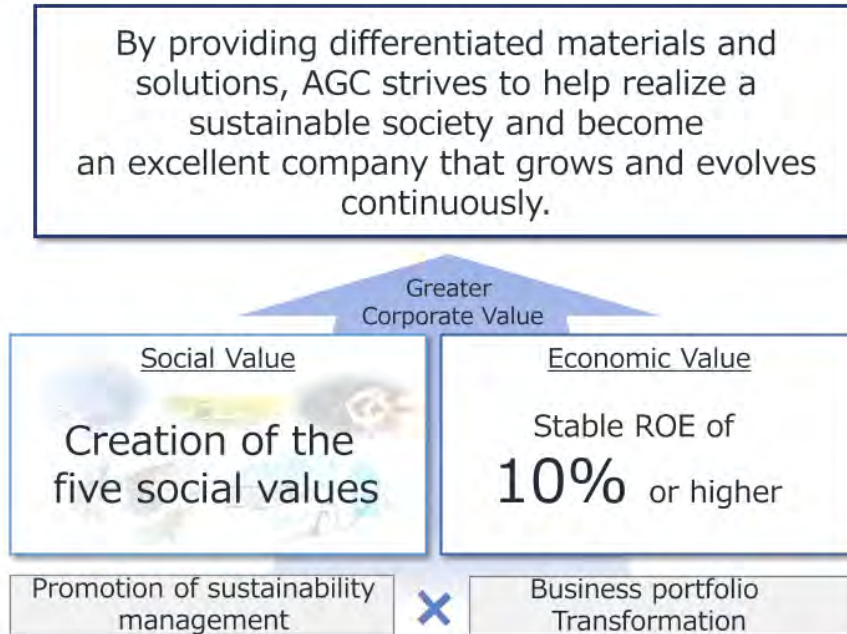 By providing differentiated materials and
solutions, AGC strives to help realize a
sustainable society and become
an excellent company that grows and evolves
continuously.
Greater
Corporate Value
Social Value
Creation of the
five social values
Economic Value
Stable ROE of
10% or higher
Promotion of sustainability
management
×
Business portfolio
Transformation